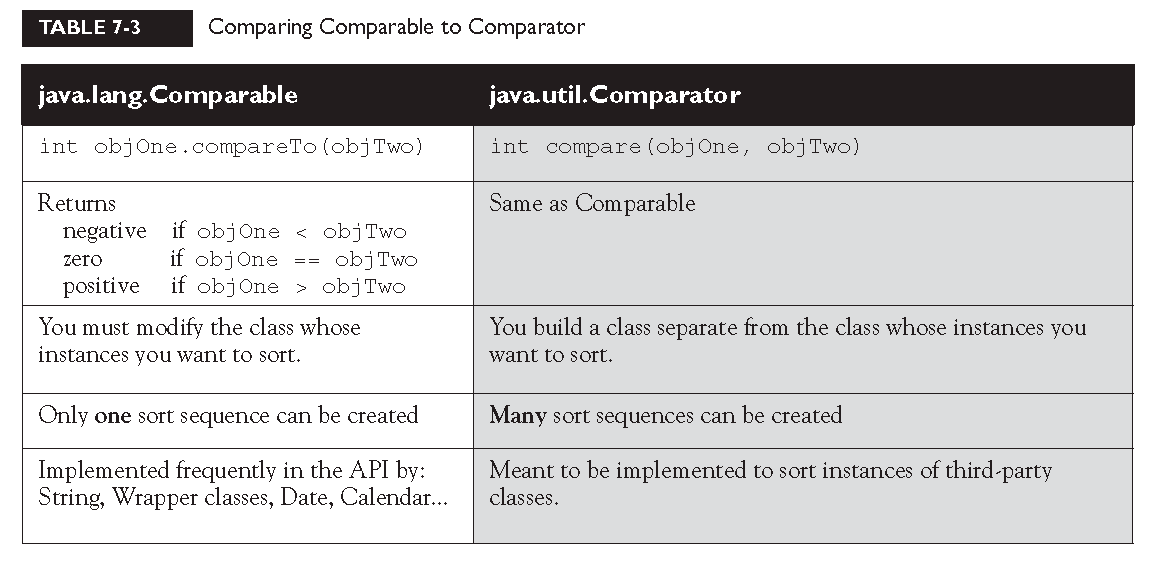 TABLE 7-3 Comparing Comparable to Comparator
java.lang.Comparable java.util.Comparator
int objOne.compareTo(objTwo) int compare(objOne, objTwo)
Returns Same as Comparable
negative if objOne < objTwo
zero if objOne == objTwo
positive if objOne > objTwo
You must modify the class whose
instances you want to sort.
You build a class separate from the class whose instances you
want to sort.
Only one sort sequence can be created Many sort sequences can be created
Implemented frequently in the API by:
String, Wrapper classes, Date, Calendar...
Meant to be implemented to sort instances of third-party
classes.